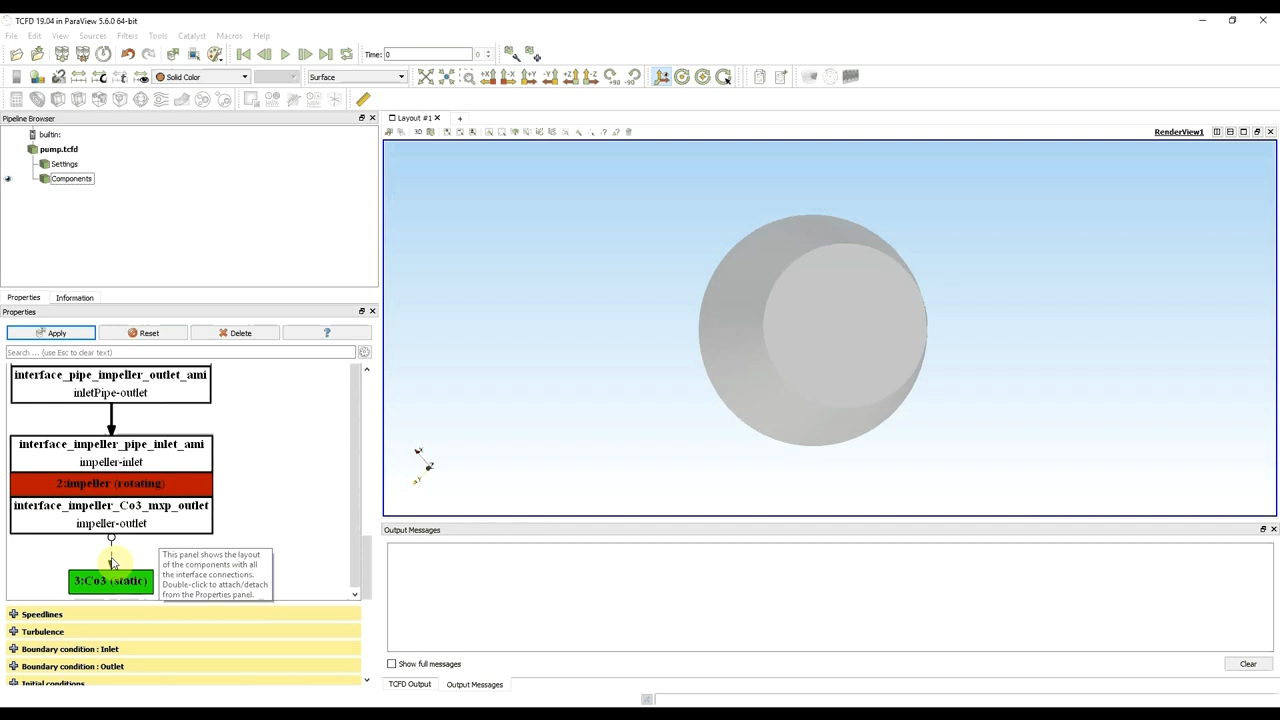 TCFD 19.04 in ParaView 5.6.0 64-bit
File Edit View Sources Filters Tools Catalyst Macros Help
Time: 0 0
Solid Color Surface
+X -X +Y -Y +Z -Z +90 -90
Pipeline Browser
builtin:
pump.tcfd
Settings
Components
Properties Information
Properties
Apply Reset Delete ?
Search ... (use Esc to clear text)
interface_pipe_impeller_outlet_ami
inletPipe-outlet
interface_impeller_pipe_inlet_ami
impeller-inlet
2:impeller (rotating)
interface_impeller_Co3_mxp_outlet
impeller-outlet
3:Co3 (static)
This panel shows the layout
of the components with all
the interface connections.
Double-click to attach/detach
from the Properties panel.
Speedlines
Turbulence
Boundary condition : Inlet
Boundary condition : Outlet
Initial conditions
Layout #1 +
3D RenderView1
X
Z
Y
Output Messages
Show full messages Clear
TCFD Output Output Messages